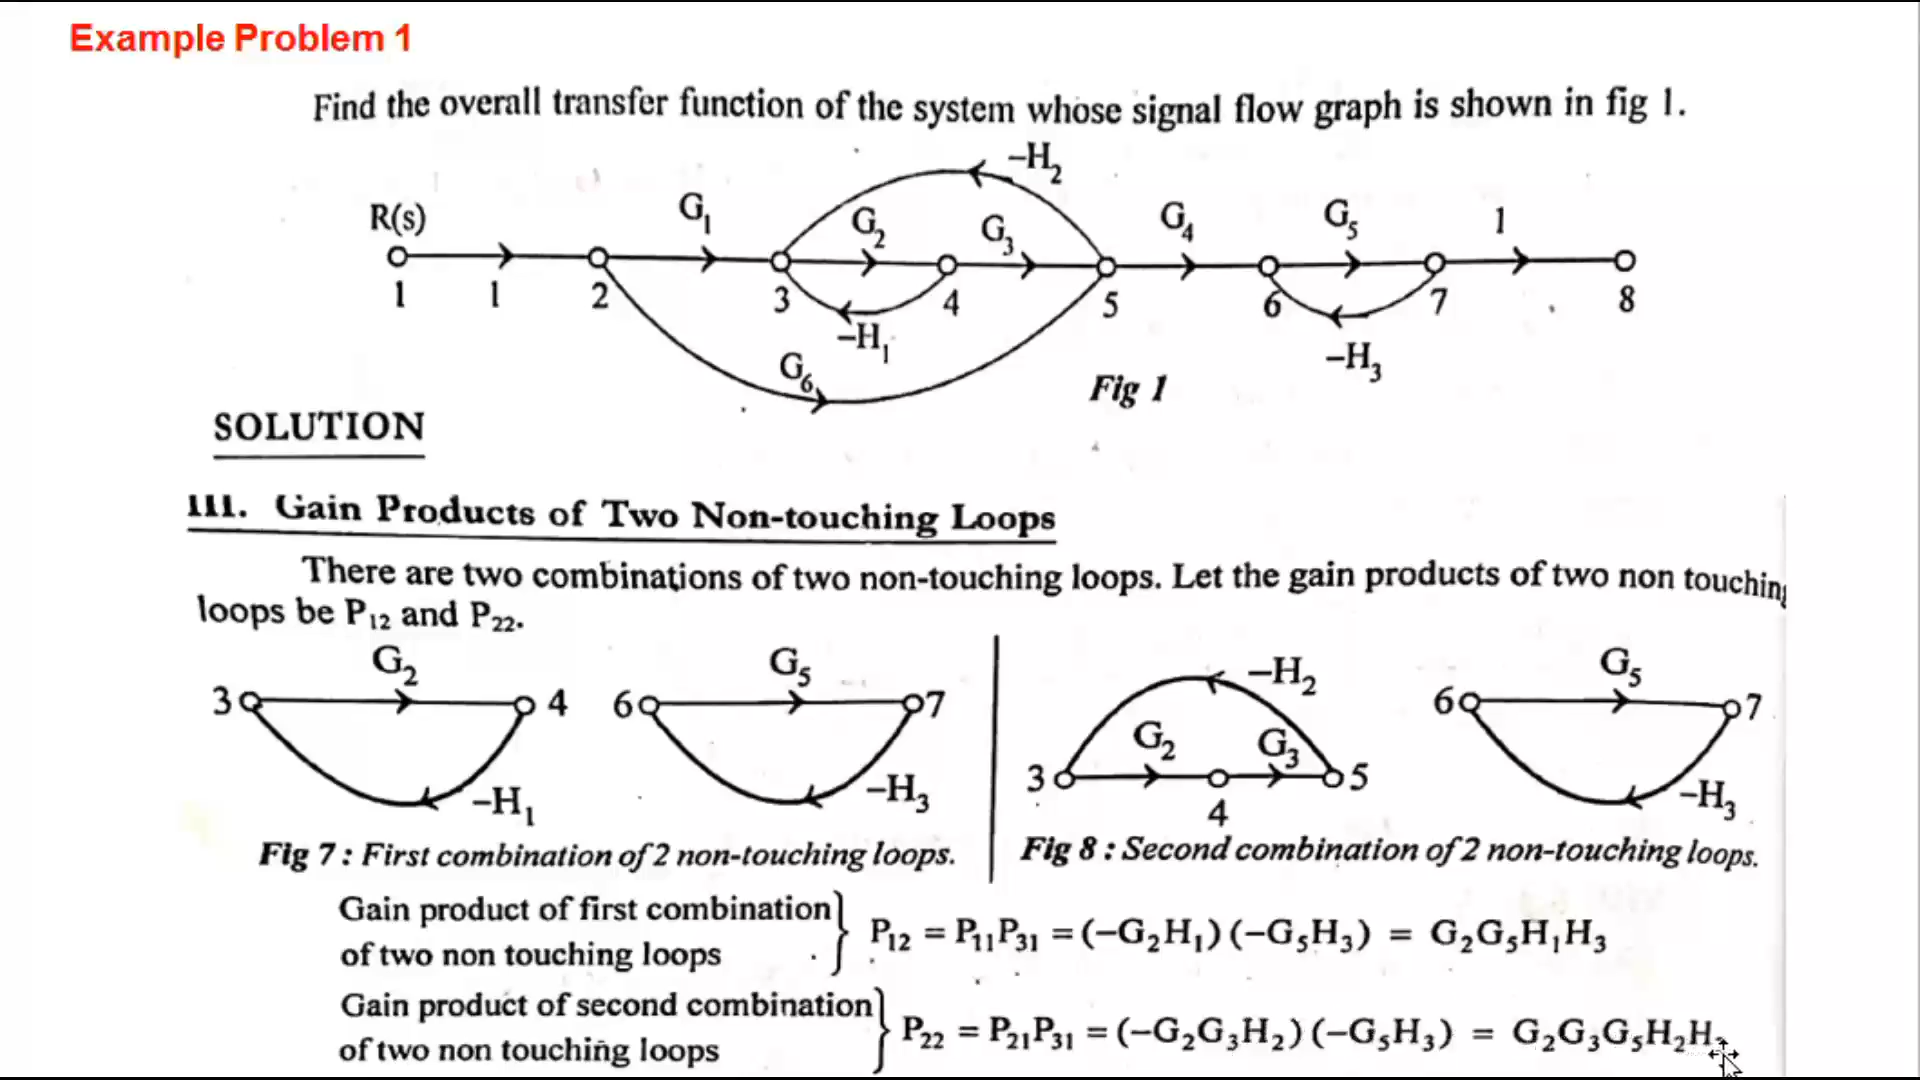 Example Problem 1
Find the overall transfer function of the system whose signal flow graph is shown in fig 1.
–H₂
R(s) G₁ G₂ G₃ G₄ G₅ 1
1 1 2 3 4 5 6 7 8
–H₁
G₆
–H₃
Fig 1
SOLUTION
III. Gain Products of Two Non-touching Loops
There are two combinations of two non-touching loops. Let the gain products of two non touching
loops be P₁₂ and P₂₂.
G₂
3 4
–H₁
G₅
6 7
–H₃
Fig 7 : First combination of 2 non-touching loops.
–H₂
G₂ G₃
3 5
4
G₅
6 7
–H₃
Fig 8 : Second combination of 2 non-touching loops.
Gain product of first combination
of two non touching loops } P₁₂ = P₁₁P₃₁ = (–G₂H₁) (–G₅H₃) = G₂G₅H₁H₃
Gain product of second combination
of two non touching loops } P₂₂ = P₂₁P₃₁ = (–G₂G₃H₂) (–G₅H₃) = G₂G₃G₅H₂H